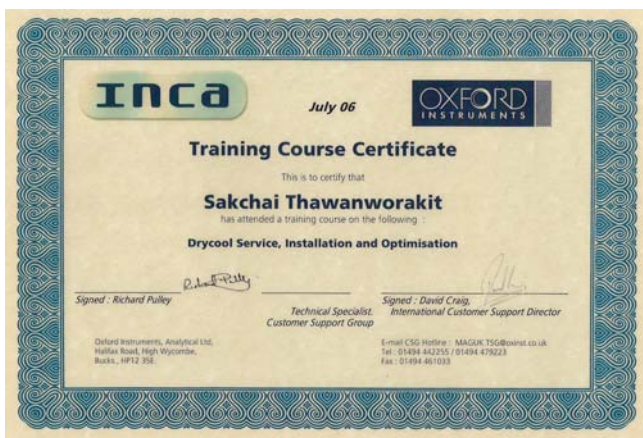 INCA
July 06
OXFORD
INSTRUMENTS
Training Course Certificate
This is to certify that
Sakchai Thawanworakit
has attended a training course on the following :
Drycool Service, Installation and Optimisation
Signed : Richard Pulley
Technical Specialist.
Customer Support Group
Signed : David Craig,
International Customer Support Director
Oxford Instruments, Analytical Ltd,
Halifax Road, High Wycombe,
Bucks., HP12 3SE.
E-mail CSG Hotline : MAGUK.TSG@oxinst.co.uk
Tel : 01494 442255 / 01494 479223
Fax : 01494 461033